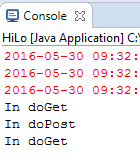 Console
HiLo [Java Application] C:\
2016-05-30 09:32:
2016-05-30 09:32:
2016-05-30 09:32:
In doGet
In doPost
In doGet